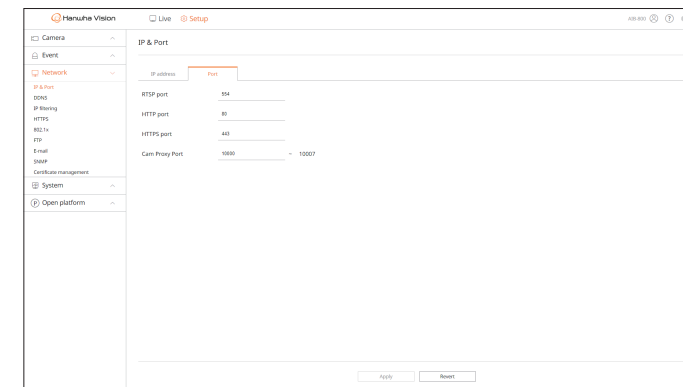 Hanwha Vision
Live
Setup
AIB-800
?
Camera
Event
Network
IP & Port
DDNS
IP filtering
HTTPS
802.1x
FTP
E-mail
SNMP
Certificate management
System
P Open platform
IP & Port
IP address
Port
RTSP port 554
HTTP port 80
HTTPS port 443
Cam Proxy Port 10000 ~ 10007
Apply
Revert